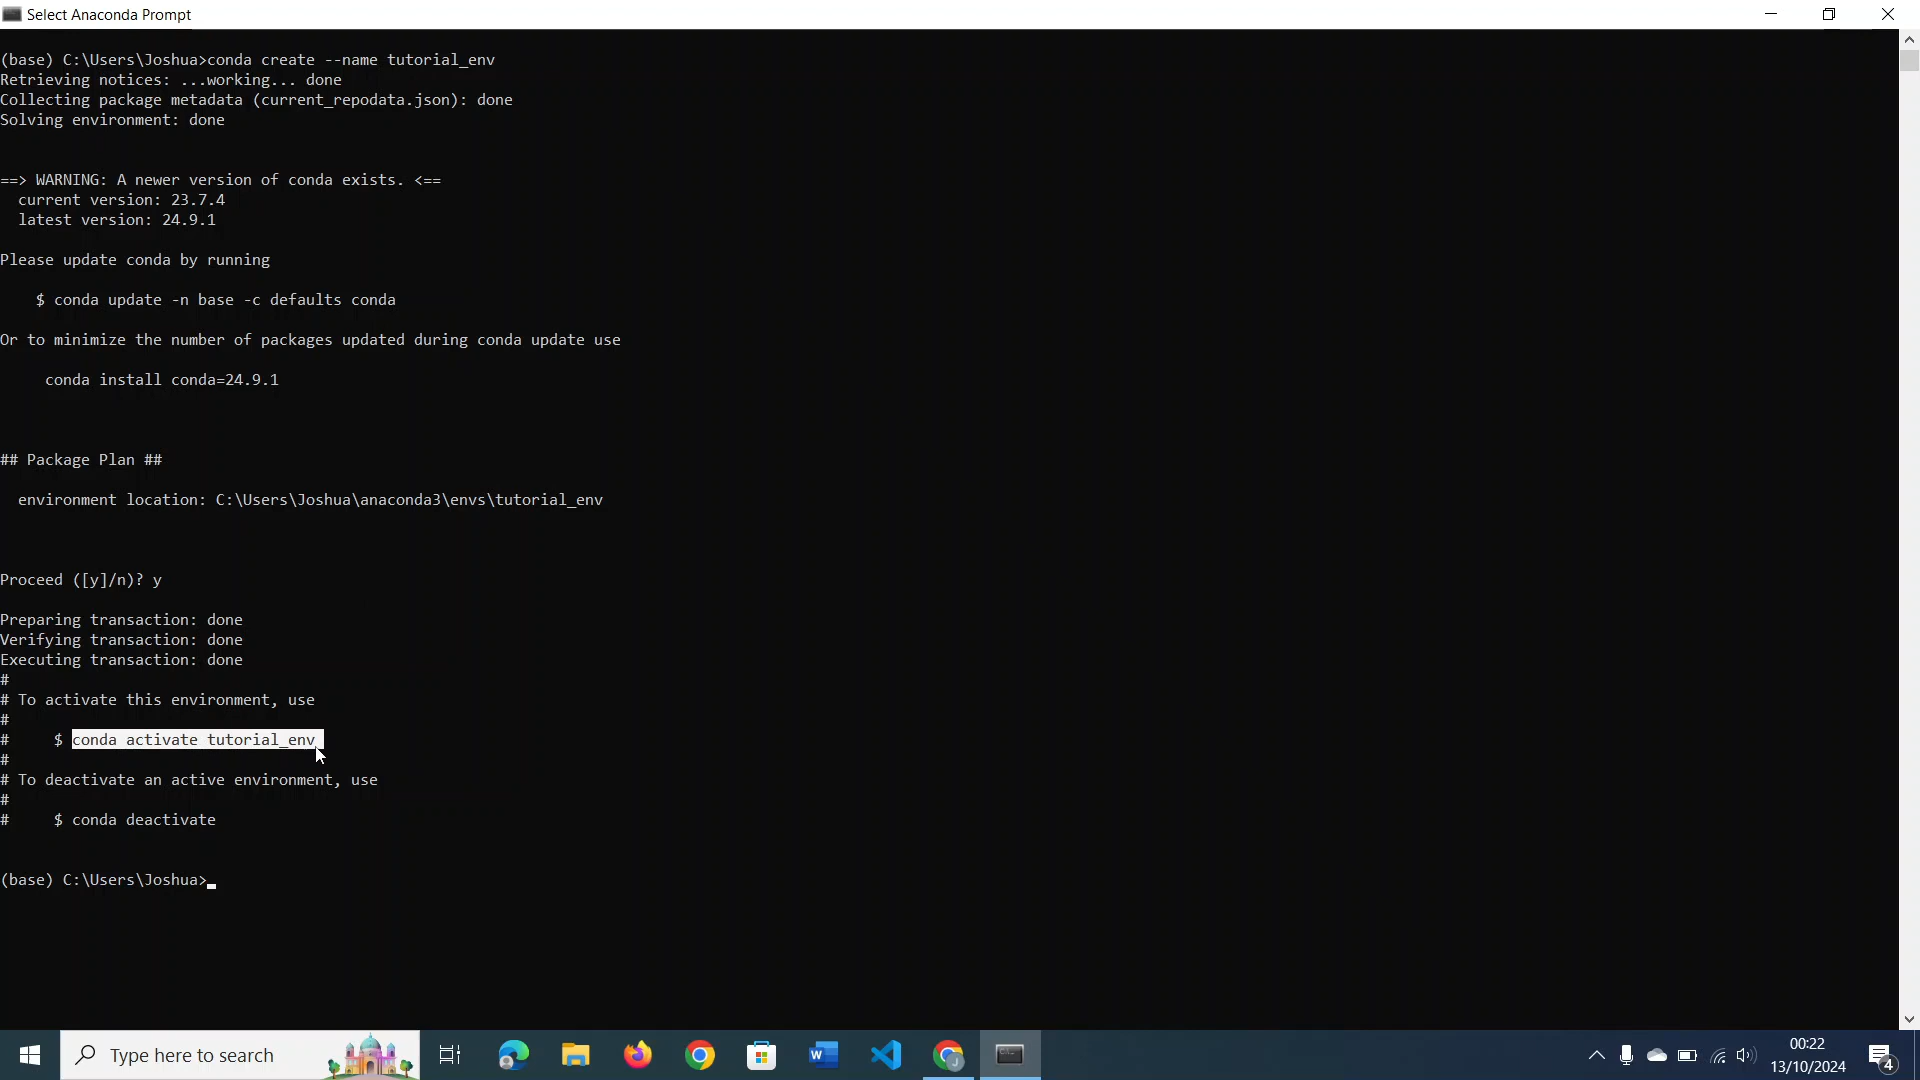 Select Anaconda Prompt
(base) C:\Users\Joshua>conda create --name tutorial_env
Retrieving notices: ...working... done
Collecting package metadata (current_repodata.json): done
Solving environment: done
==> WARNING: A newer version of conda exists. <==
  current version: 23.7.4
  latest version: 24.9.1
Please update conda by running
    $ conda update -n base -c defaults conda
Or to minimize the number of packages updated during conda update use
     conda install conda=24.9.1
## Package Plan ##
  environment location: C:\Users\Joshua\anaconda3\envs\tutorial_env
Proceed ([y]/n)? y
Preparing transaction: done
Verifying transaction: done
Executing transaction: done
#
# To activate this environment, use
#
#     $ conda activate tutorial_env
#
# To deactivate an active environment, use
#
#     $ conda deactivate
(base) C:\Users\Joshua>
Type here to search
00:22
13/10/2024
4